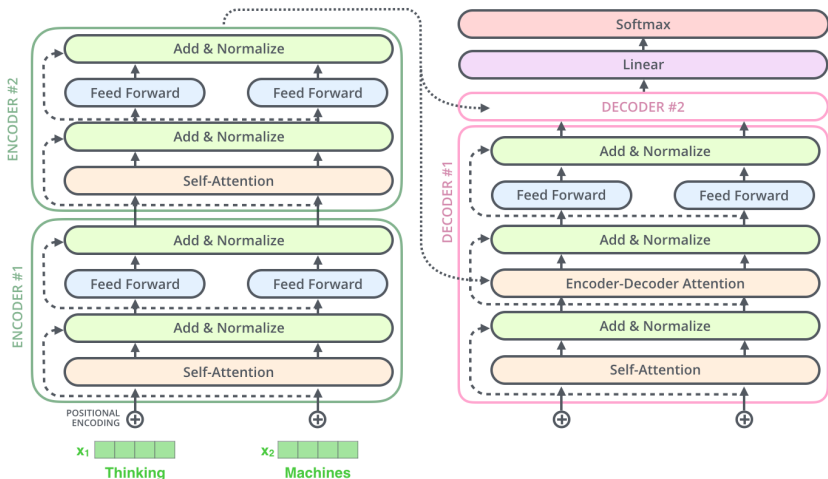 ENCODER #2
Add & Normalize
Feed Forward
Feed Forward
Add & Normalize
Self-Attention
ENCODER #1
Add & Normalize
Feed Forward
Feed Forward
Add & Normalize
Self-Attention
POSITIONAL
ENCODING
x₁
x₂
Thinking
Machines
Softmax
Linear
DECODER #2
DECODER #1
Add & Normalize
Feed Forward
Feed Forward
Add & Normalize
Encoder-Decoder Attention
Add & Normalize
Self-Attention